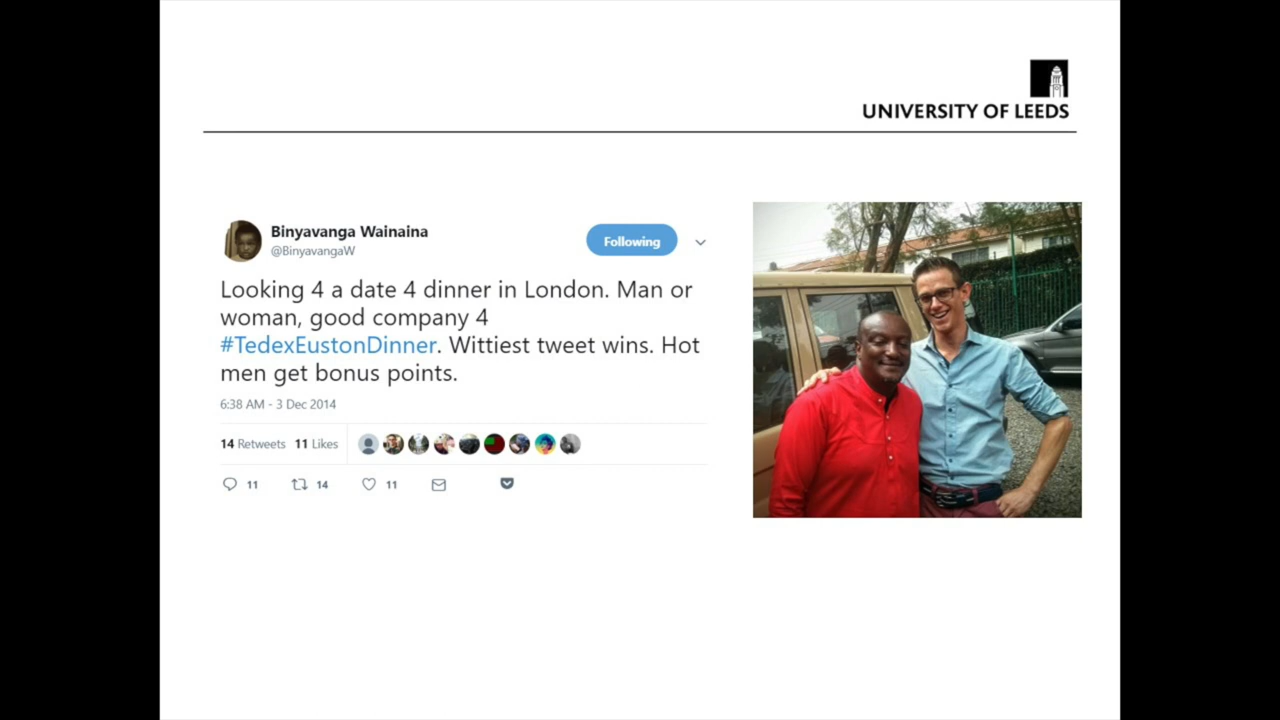 UNIVERSITY OF LEEDS
Binyavanga Wainaina
@BinyavangaW
Following
Looking 4 a date 4 dinner in London. Man or
woman, good company 4
#TedexEustonDinner. Wittiest tweet wins. Hot
men get bonus points.
6:38 AM - 3 Dec 2014
14 Retweets 11 Likes
11 14 11